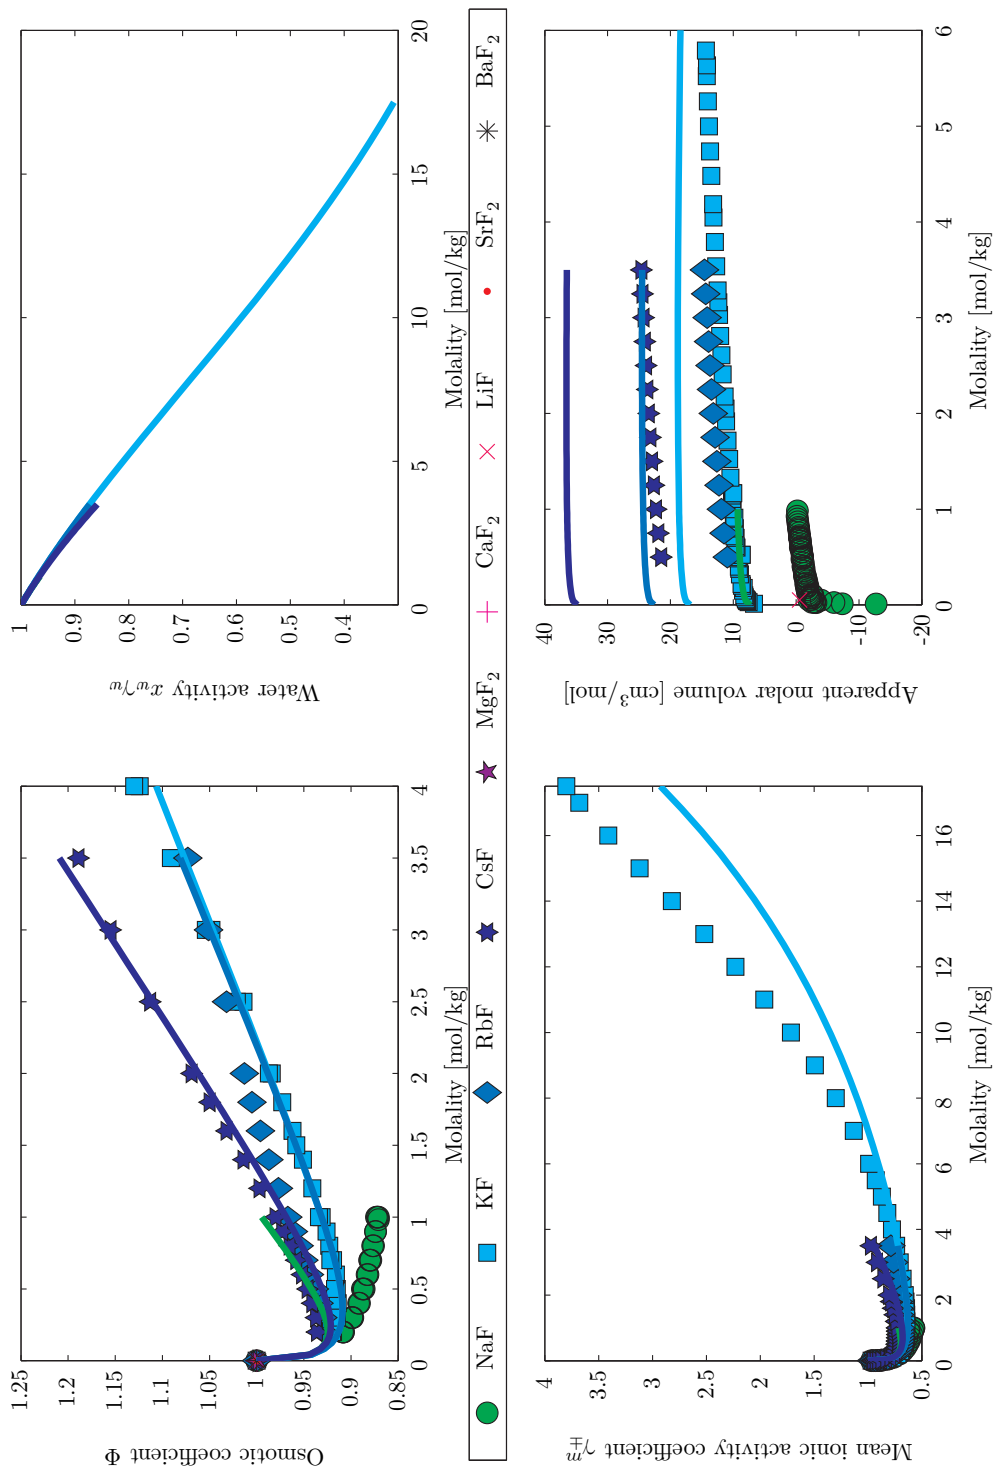 Osmotic coefficient Φ
1.25
1.2
1.15
1.1
1.05
1
0.95
0.9
0.85
0 0.5 1 1.5 2 2.5 3 3.5 4
Molality [mol/kg]
Water activity x_w γ_w
1
0.9
0.8
0.7
0.6
0.5
0.4
0 5 10 15 20
Molality [mol/kg]
NaF KF RbF CsF MgF₂ CaF₂ LiF SrF₂ BaF₂
Mean ionic activity coefficient γ±^m
4
3.5
3
2.5
2
1.5
1
0.5
0 2 4 6 8 10 12 14 16
Molality [mol/kg]
Apparent molar volume [cm³/mol]
40
30
20
10
0
-10
-20
0 1 2 3 4 5 6
Molality [mol/kg]